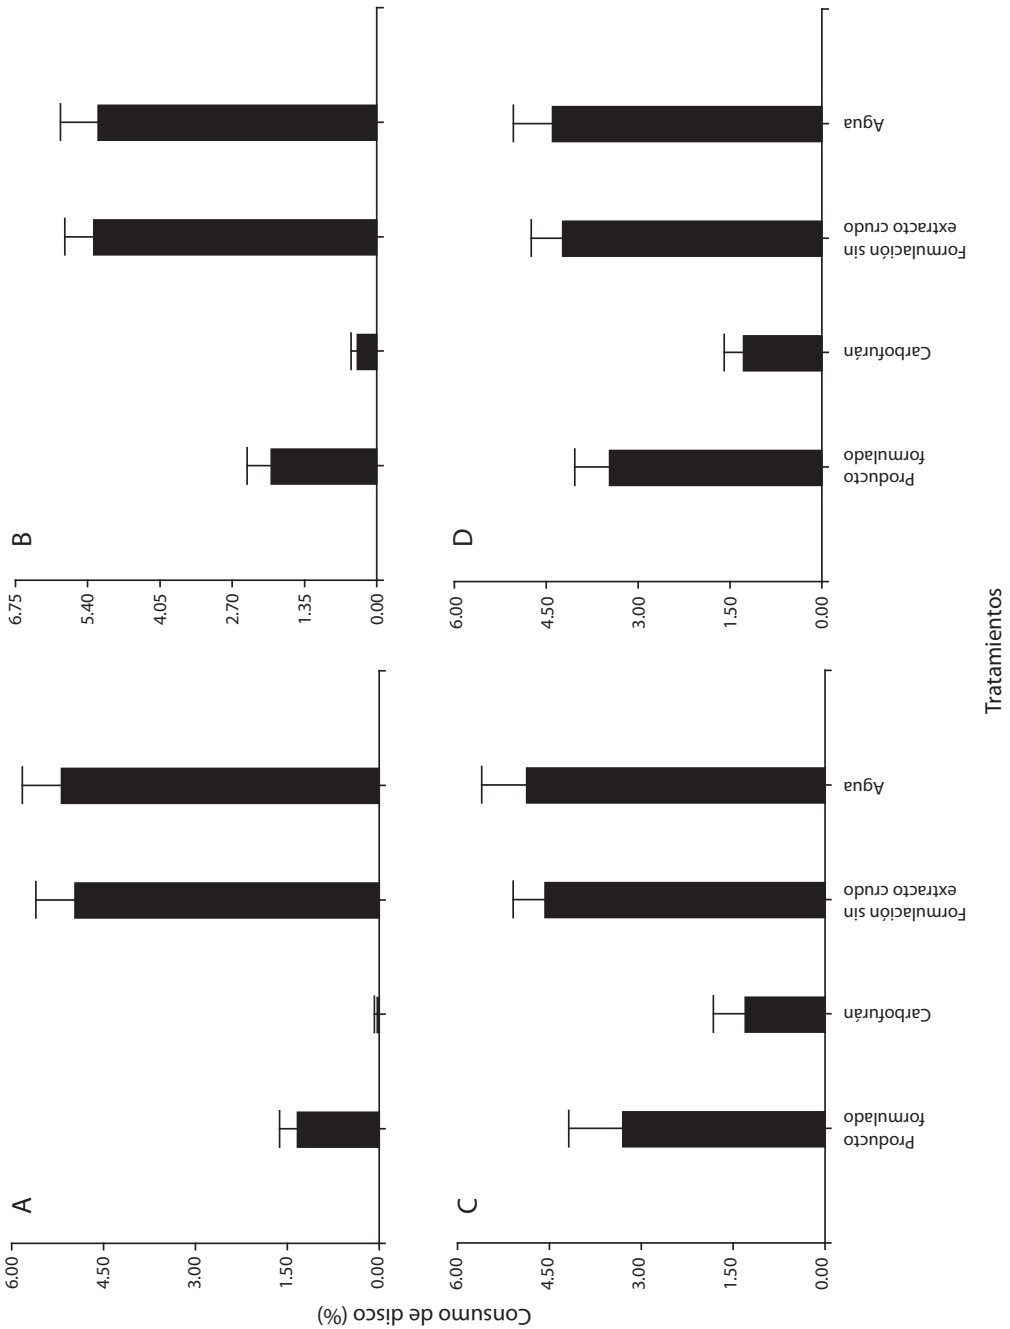 A
6.00
4.50
3.00
1.50
0.00
B
6.75
5.40
4.05
2.70
1.35
0.00
Consumo de disco (%)
C
6.00
4.50
3.00
1.50
0.00
Producto
formulado
Carbofurán
Formulación sin
extracto crudo
Agua
D
6.00
4.50
3.00
1.50
0.00
Producto
formulado
Carbofurán
Formulación sin
extracto crudo
Agua
Tratamientos